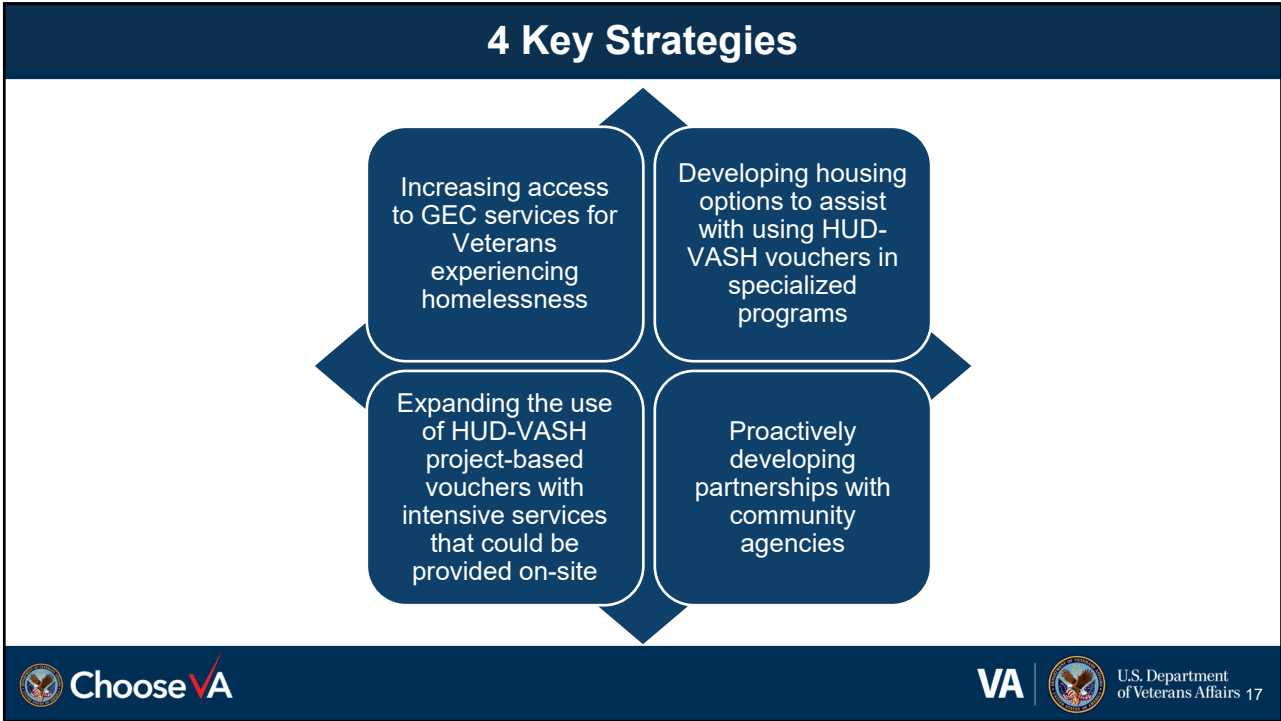 4 Key Strategies
Increasing access
to GEC services for
Veterans
experiencing
homelessness
Developing housing
options to assist
with using HUD-
VASH vouchers in
specialized
programs
Expanding the use
of HUD-VASH
project-based
vouchers with
intensive services
that could be
provided on-site
Proactively
developing
partnerships with
community
agencies
Choose VA
VA
U.S. Department
of Veterans Affairs 17